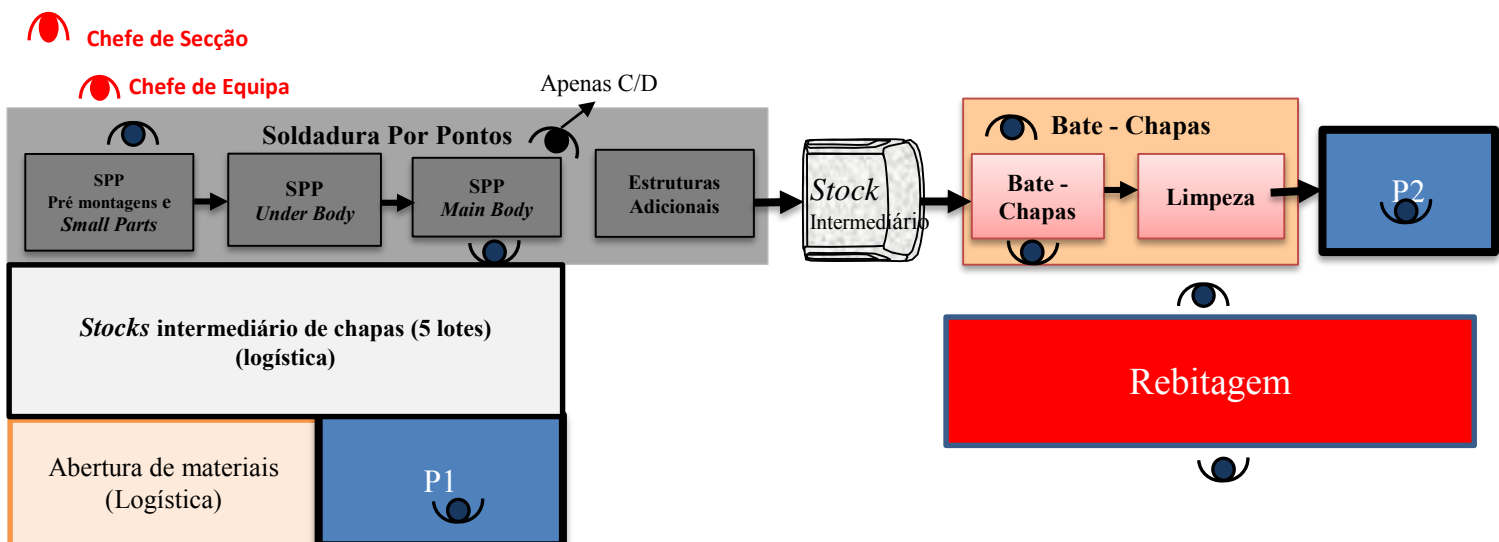 Chefe de Secção
Chefe de Equipa
Apenas C/D
Soldadura Por Pontos
SPP
Pré montagens e
Small Parts
SPP
Under Body
SPP
Main Body
Estruturas
Adicionais
Stock
Intermediário
Bate - Chapas
Bate -
Chapas
Limpeza
P2
Stocks intermediário de chapas (5 lotes)
(logística)
Rebitagem
Abertura de materiais
(Logística)
P1